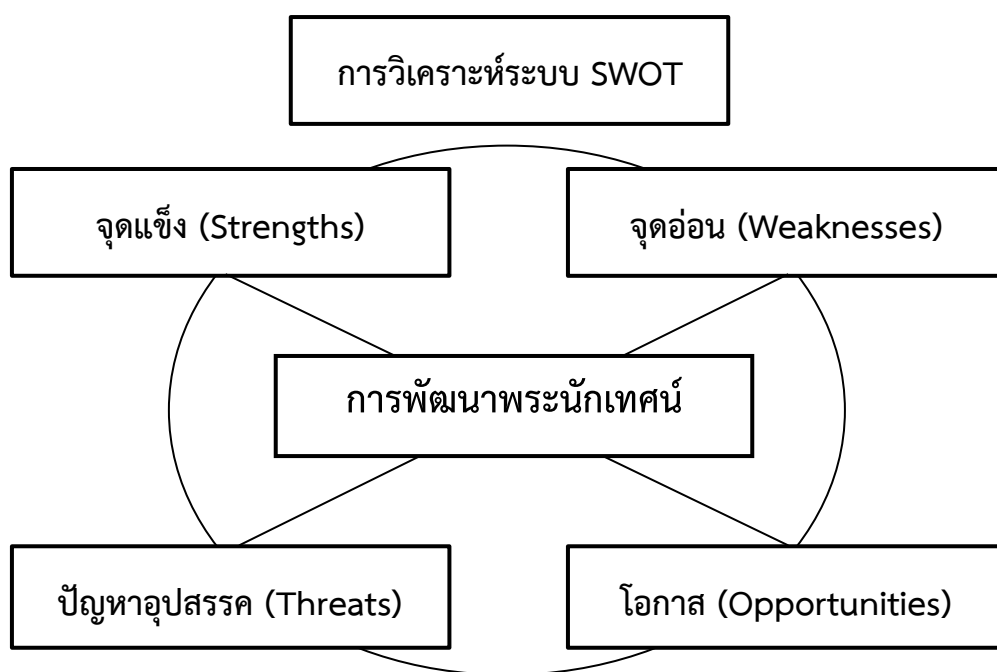 การวิเคราะห์ระบบ SWOT
จุดแข็ง (Strengths)
จุดอ่อน (Weaknesses)
การพัฒนาพระนักเทศน์
ปัญหาอุปสรรค (Threats)
โอกาส (Opportunities)